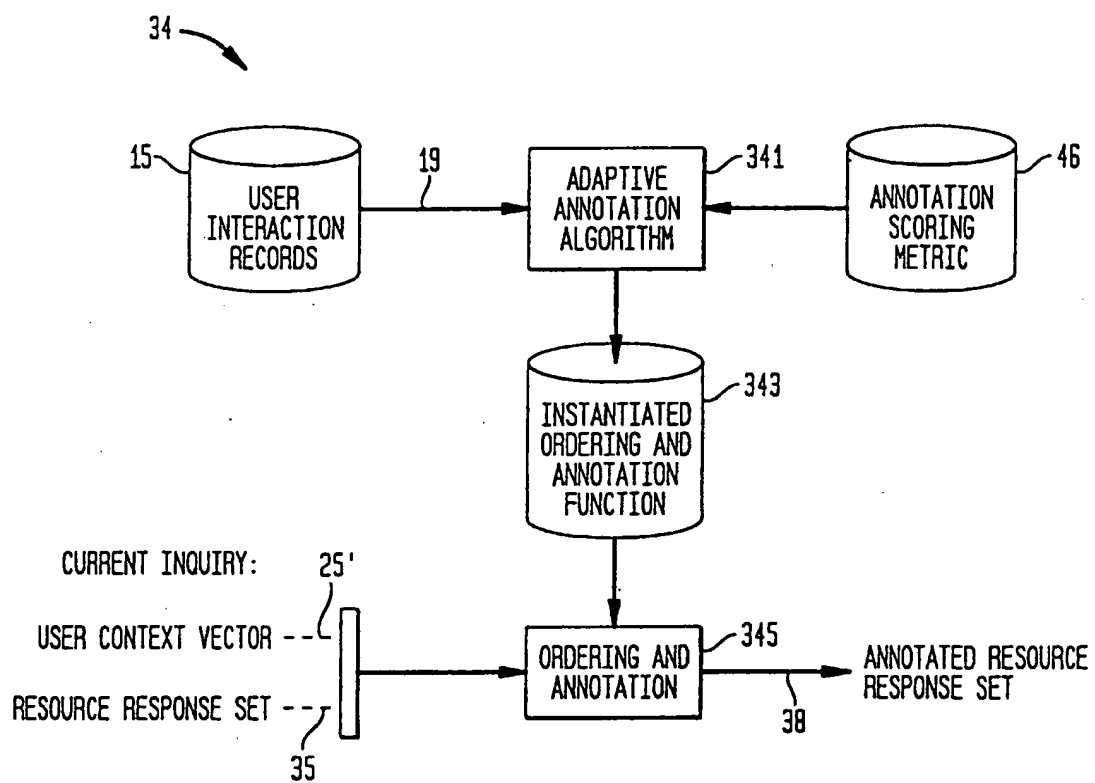 34
15
USER
INTERACTION
RECORDS
19
ADAPTIVE
ANNOTATION
ALGORITHM
341
ANNOTATION
SCORING
METRIC
46
INSTANTIATED
ORDERING AND
ANNOTATION
FUNCTION
343
CURRENT INQUIRY:
25'
USER CONTEXT VECTOR
RESOURCE RESPONSE SET
35
ORDERING AND
ANNOTATION
345
38
ANNOTATED RESOURCE
RESPONSE SET